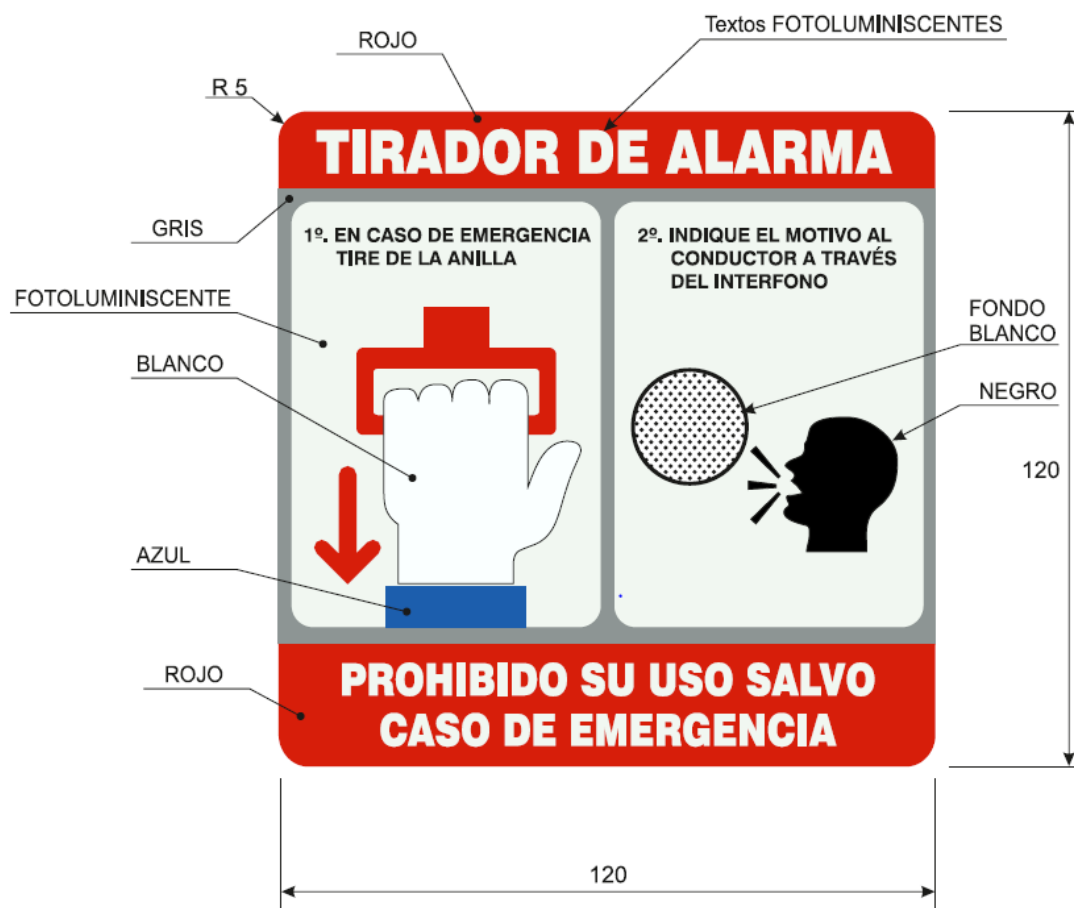 Textos FOTOLUMINISCENTES
ROJO
R 5
TIRADOR DE ALARMA
GRIS
1º. EN CASO DE EMERGENCIA
TIRE DE LA ANILLA
2º. INDIQUE EL MOTIVO AL
CONDUCTOR A TRAVÉS
DEL INTERFONO
FOTOLUMINISCENTE
FONDO
BLANCO
BLANCO
NEGRO
120
AZUL
ROJO
PROHIBIDO SU USO SALVO
CASO DE EMERGENCIA
120